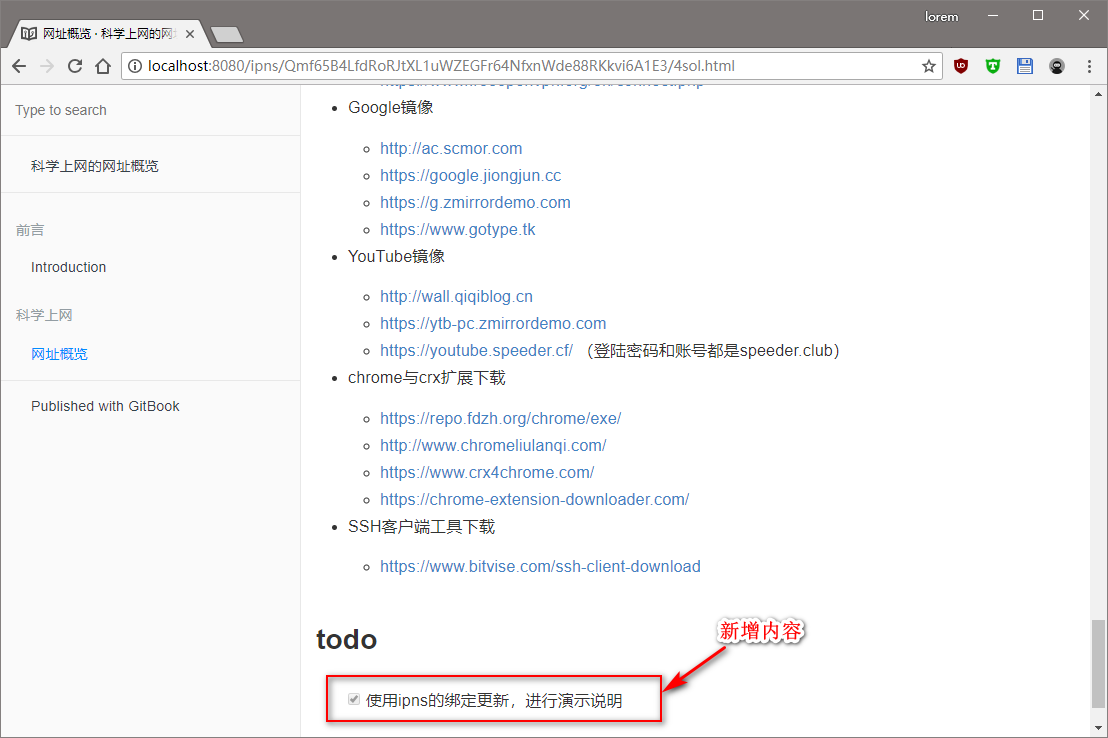 lorem
网址概览 · 科学上网的网
localhost:8080/ipns/Qmf65B4LfdRoRJtXL1uWZEGFr64NfxnWde88RKkvi6A1E3/4sol.html
Type to search
科学上网的网址概览
前言
Introduction
科学上网
网址概览
Published with GitBook
Google镜像
http://ac.scmor.com
https://google.jiongjun.cc
https://g.zmirrordemo.com
https://www.gotype.tk
YouTube镜像
http://wall.qiqiblog.cn
https://ytb-pc.zmirrordemo.com
https://youtube.speeder.cf/ （登陆密码和账号都是speeder.club）
chrome与crx扩展下载
https://repo.fdzh.org/chrome/exe/
http://www.chromeliulanqi.com/
https://www.crx4chrome.com/
https://chrome-extension-downloader.com/
SSH客户端工具下载
https://www.bitvise.com/ssh-client-download
todo
新增内容
使用ipns的绑定更新，进行演示说明